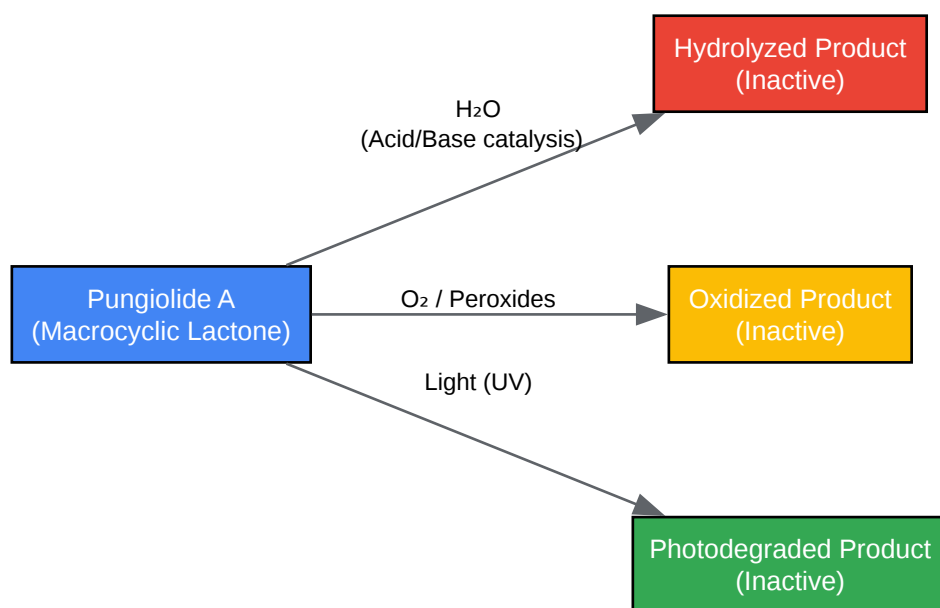 Hydrolyzed Product
(Inactive)
H₂O
(Acid/Base catalysis)
Pungiolide A
(Macrocyclic Lactone)
O₂ / Peroxides
Oxidized Product
(Inactive)
Light (UV)
Photodegraded Product
(Inactive)